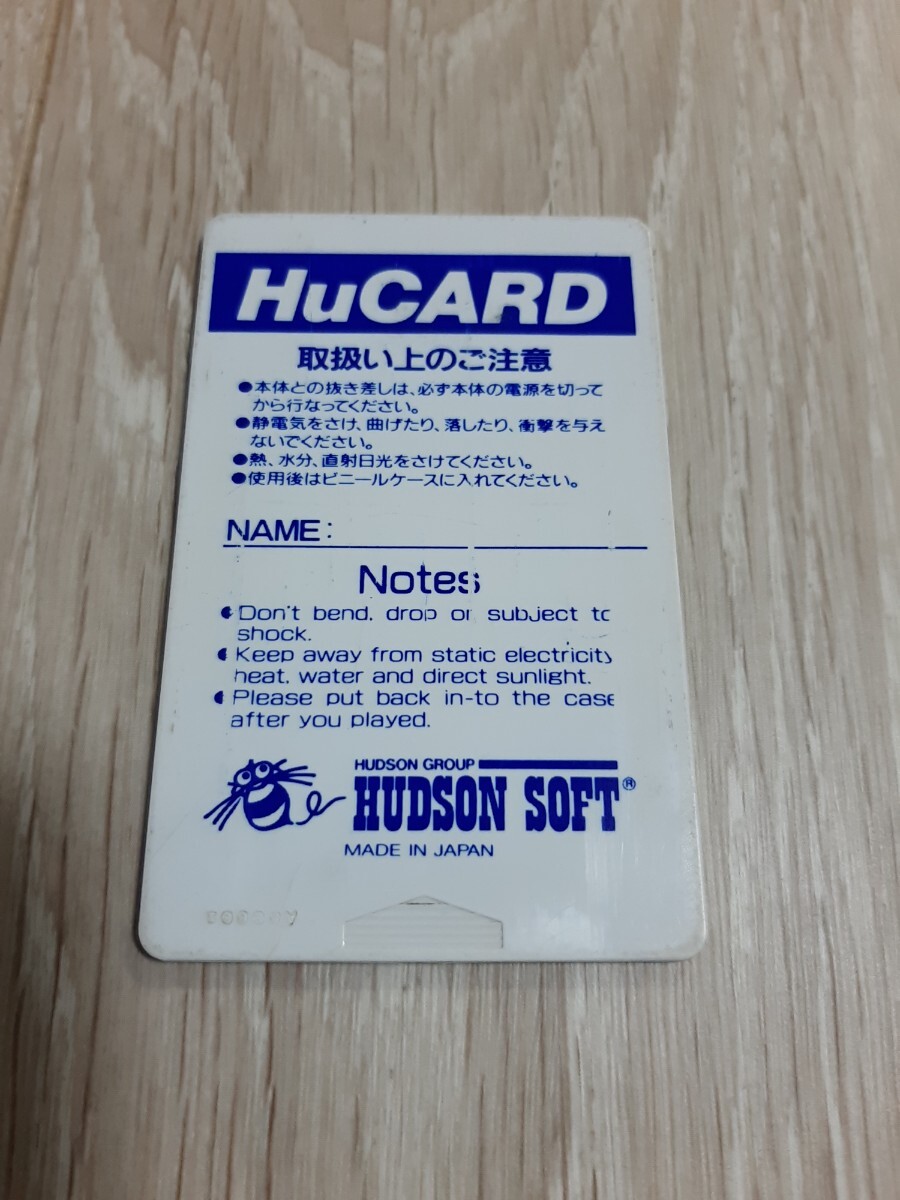 HuCARD
取扱い上のご注意
●本体との抜き差しは、必ず本体の電源を切って
から行なってください。
●静電気をさけ、曲げたり、落したり、衝撃を与え
ないでください。
●熱、水分、直射日光をさけてください。
●使用後はビニールケースに入れてください。
NAME:
Notes
●Don't bend, drop or subject to
shock.
●Keep away from static electricity
heat, water and direct sunlight.
●Please put back in-to the case
after you played.
HUDSON GROUP
HUDSON SOFT®
MADE IN JAPAN